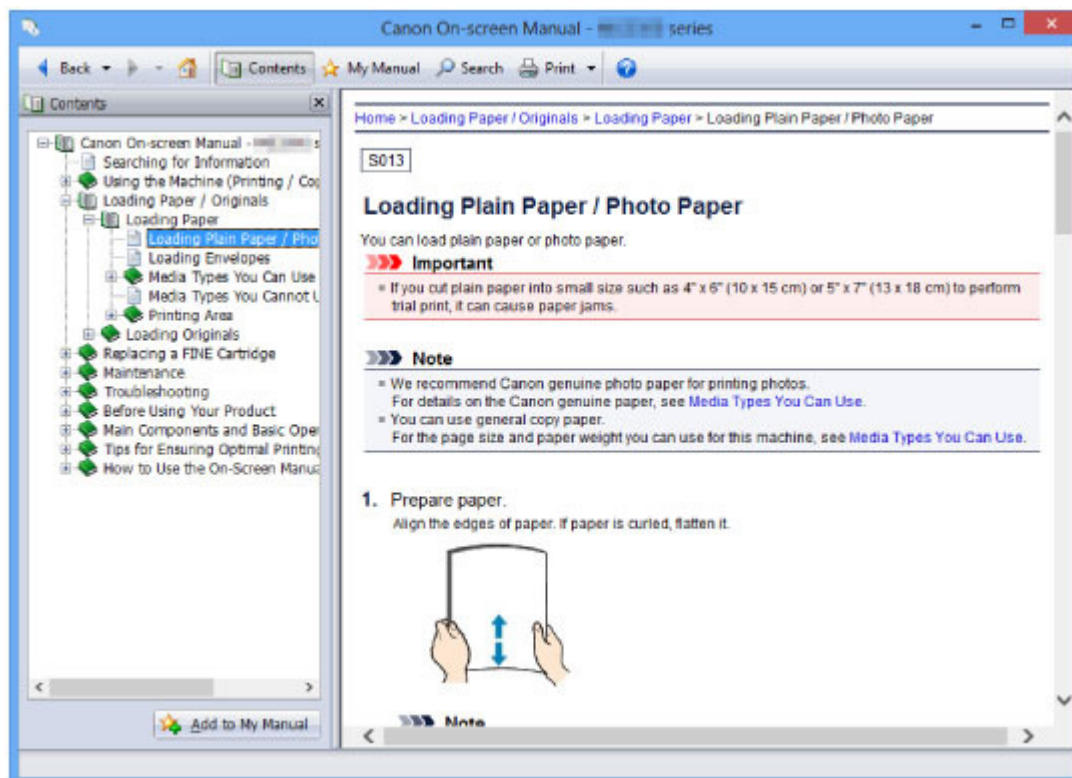 Canon On-screen Manual - series
Back
Contents
My Manual
Search
Print
Contents
Canon On-screen Manual - s
Searching for Information
Using the Machine (Printing / Cop
Loading Paper / Originals
Loading Paper
Loading Plain Paper / Phot
Loading Envelopes
Media Types You Can Use
Media Types You Cannot U
Printing Area
Loading Originals
Replacing a FINE Cartridge
Maintenance
Troubleshooting
Before Using Your Product
Main Components and Basic Oper
Tips for Ensuring Optimal Printing
How to Use the On-Screen Manua
Add to My Manual
Home > Loading Paper / Originals > Loading Paper > Loading Plain Paper / Photo Paper
S013
Loading Plain Paper / Photo Paper
You can load plain paper or photo paper.
Important
If you cut plain paper into small size such as 4" x 6" (10 x 15 cm) or 5" x 7" (13 x 18 cm) to perform
trial print, it can cause paper jams.
Note
We recommend Canon genuine photo paper for printing photos.
For details on the Canon genuine paper, see Media Types You Can Use.
You can use general copy paper.
For the page size and paper weight you can use for this machine, see Media Types You Can Use.
1. Prepare paper.
Align the edges of paper. If paper is curled, flatten it.
Note